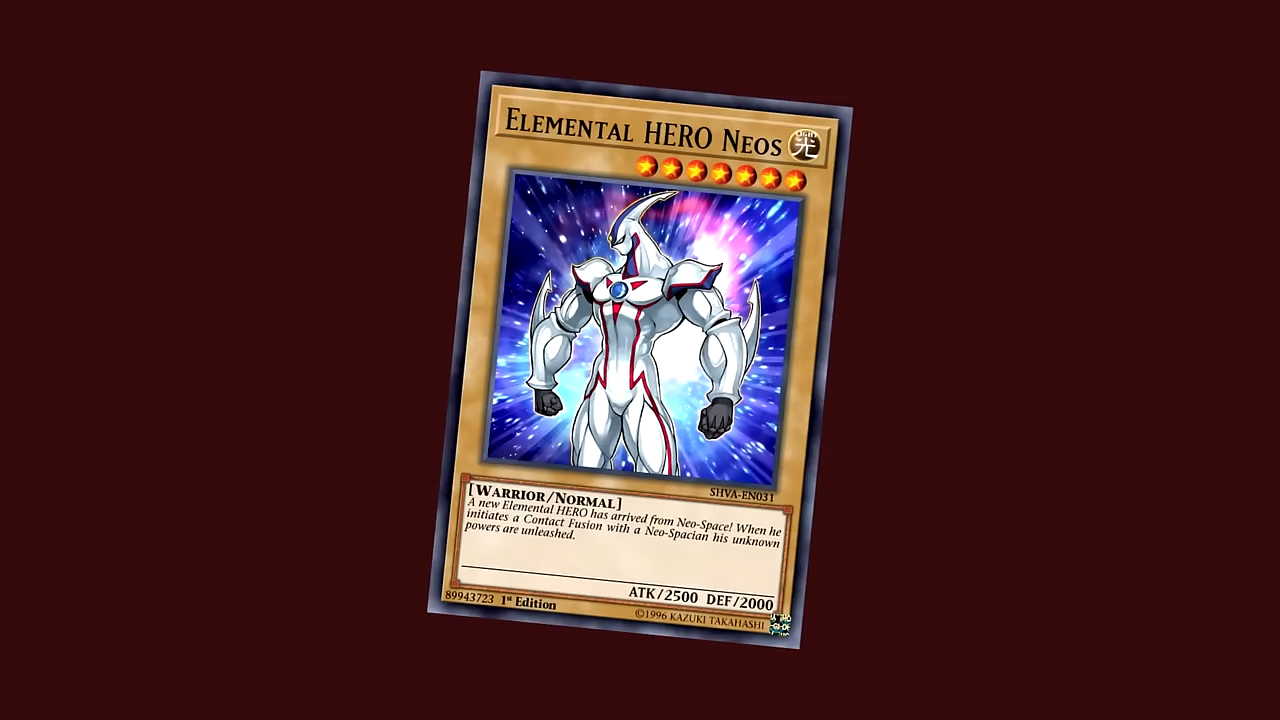 Elemental HERO Neos
LIGHT
光
SHVA-EN031
[Warrior/Normal]
A new Elemental HERO has arrived from Neo-Space! When he
initiates a Contact Fusion with a Neo-Spacian his unknown
powers are unleashed.
ATK/2500 DEF/2000
89943723 1st Edition
©1996 KAZUKI TAKAHASHI